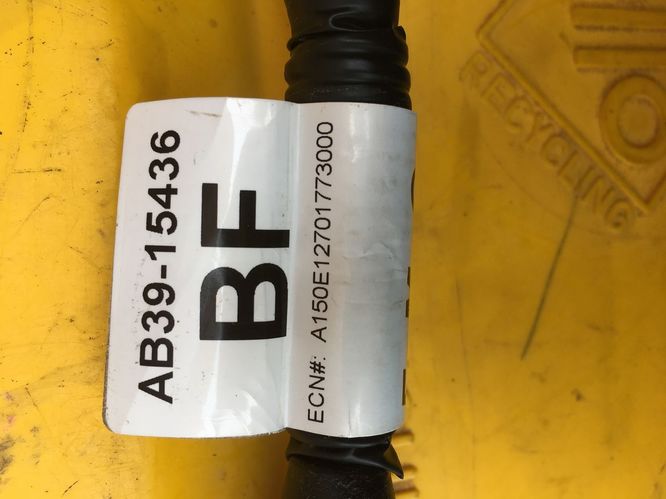 AB39-15436
BF
ECN#: A150E12701773000
RECYCLING